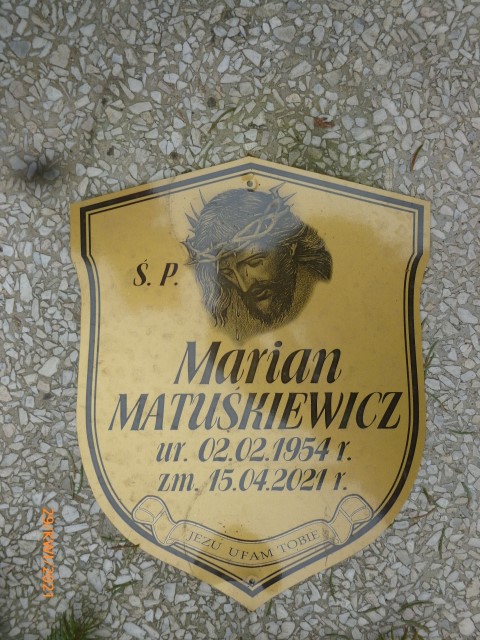 Ś. P.
Marian
MATUŚKIEWICZ
ur. 02.02.1954 r.
zm. 15.04.2021 r.
JEZU UFAM TOBIE